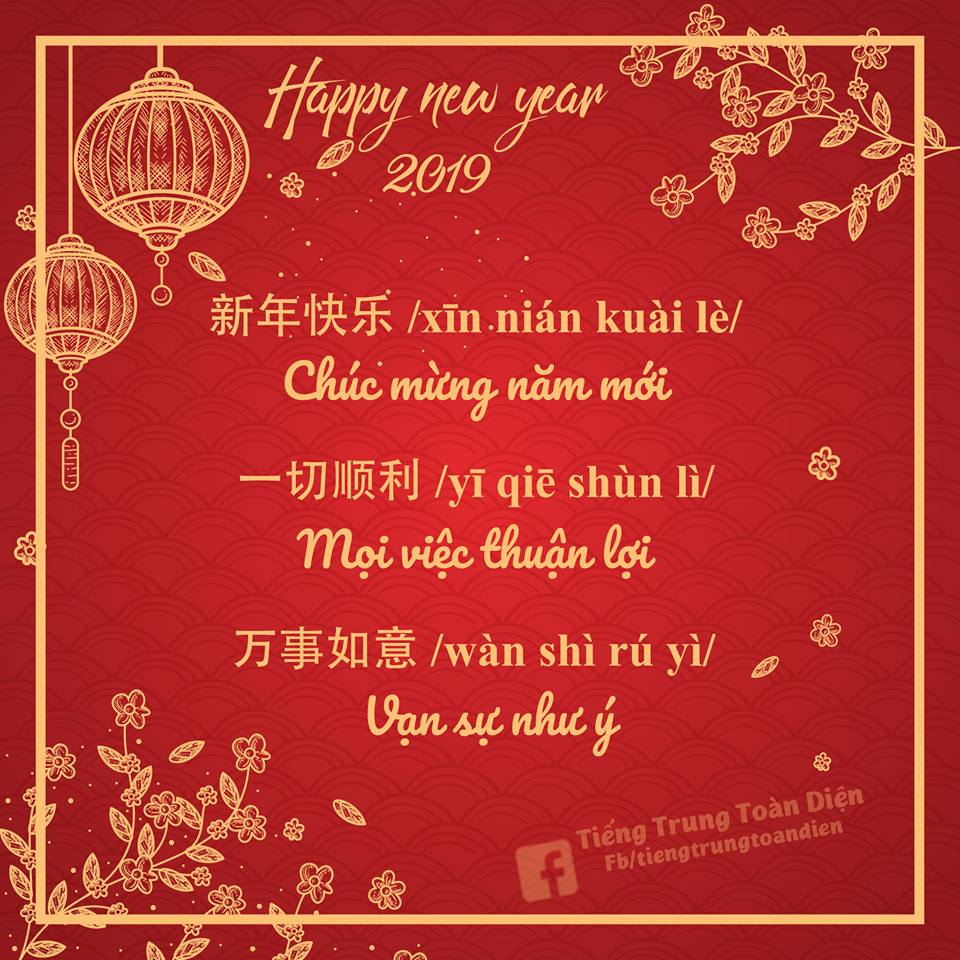 Happy new year
2019
新年快乐 /xīn nián kuài lè/
Chúc mừng năm mới
一切顺利 /yī qiē shùn lì/
Mọi việc thuận lợi
万事如意 /wàn shì rú yì/
Vạn sự như ý
Tiếng Trung Toàn Diện
Fb/tiengtrungtoandien